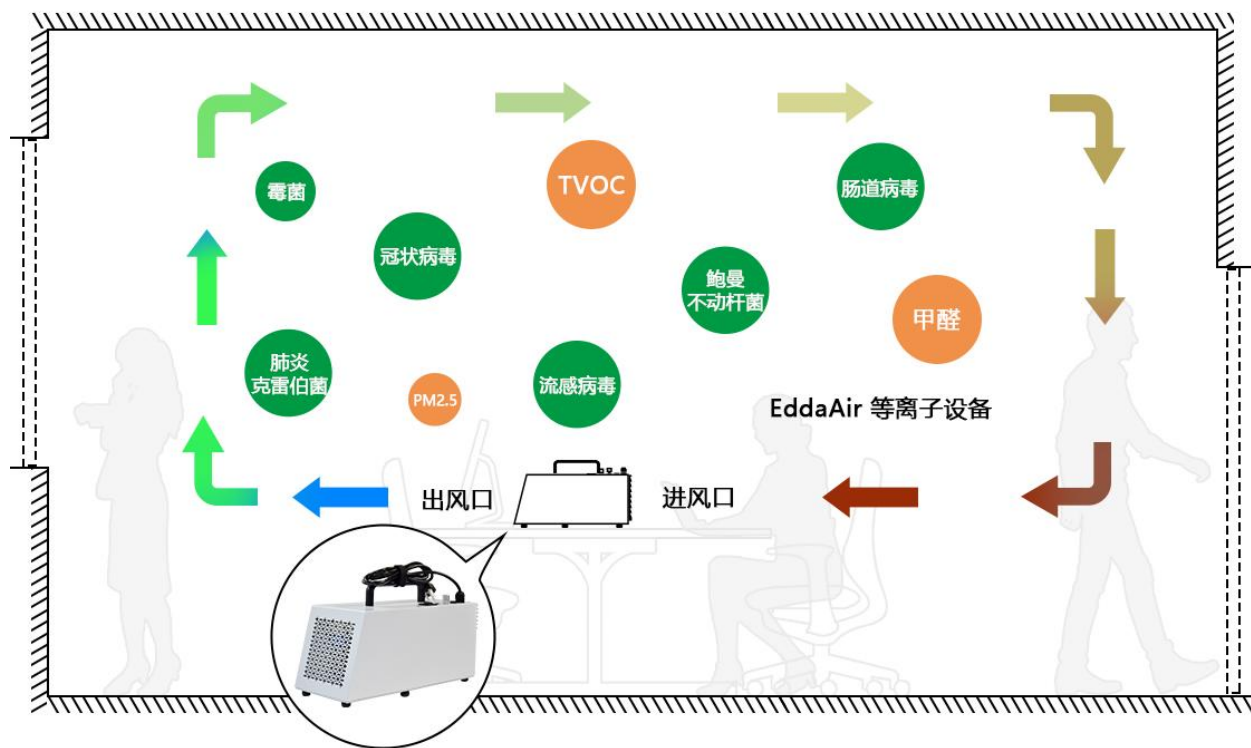 TVOC
肠道病毒
霉菌
冠状病毒
鲍曼
不动杆菌
甲醛
肺炎
克雷伯菌
PM2.5
流感病毒
EddaAir 等离子设备
出风口
进风口